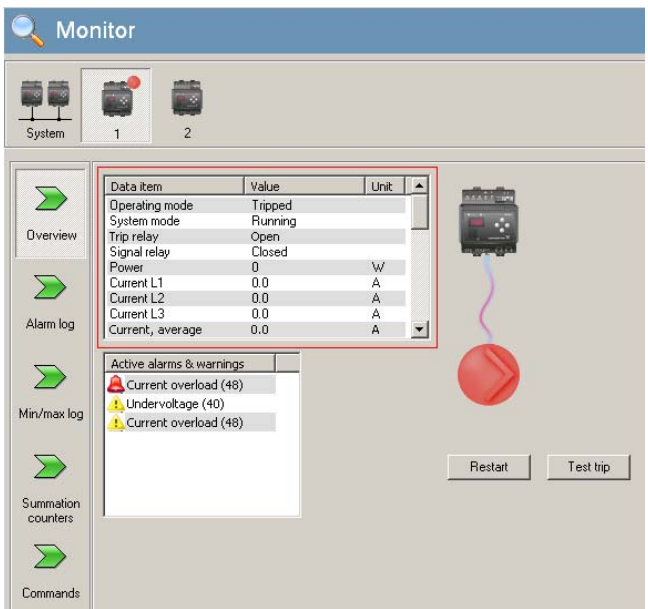 Monitor
System
1
2
Overview
Alarm log
Min/max log
Summation
counters
Commands
Data item Value Unit
Operating mode Tripped
System mode Running
Trip relay Open
Signal relay Closed
Power 0 W
Current L1 0.0 A
Current L2 0.0 A
Current L3 0.0 A
Current, average 0.0 A
Active alarms & warnings
Current overload (48)
Undervoltage (40)
Current overload (48)
Restart
Test trip